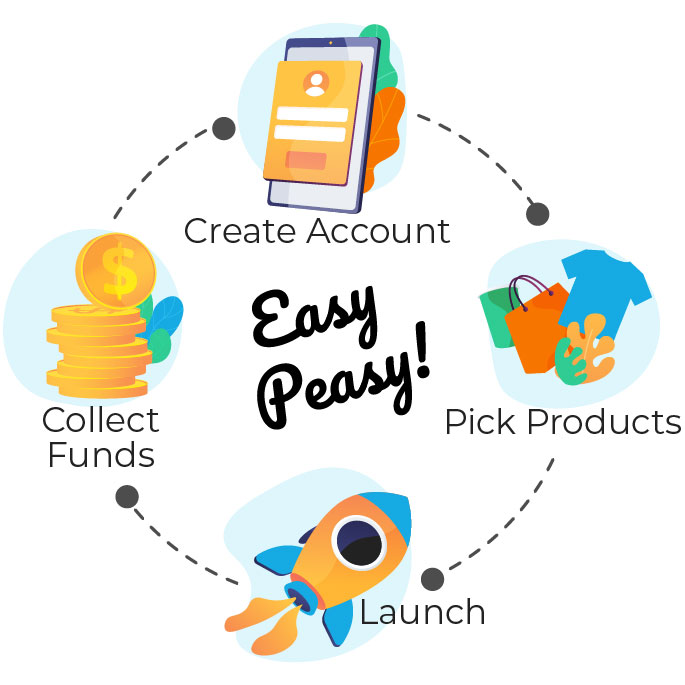 Create Account
Easy
Peasy!
$
Collect
Funds
Pick Products
Launch